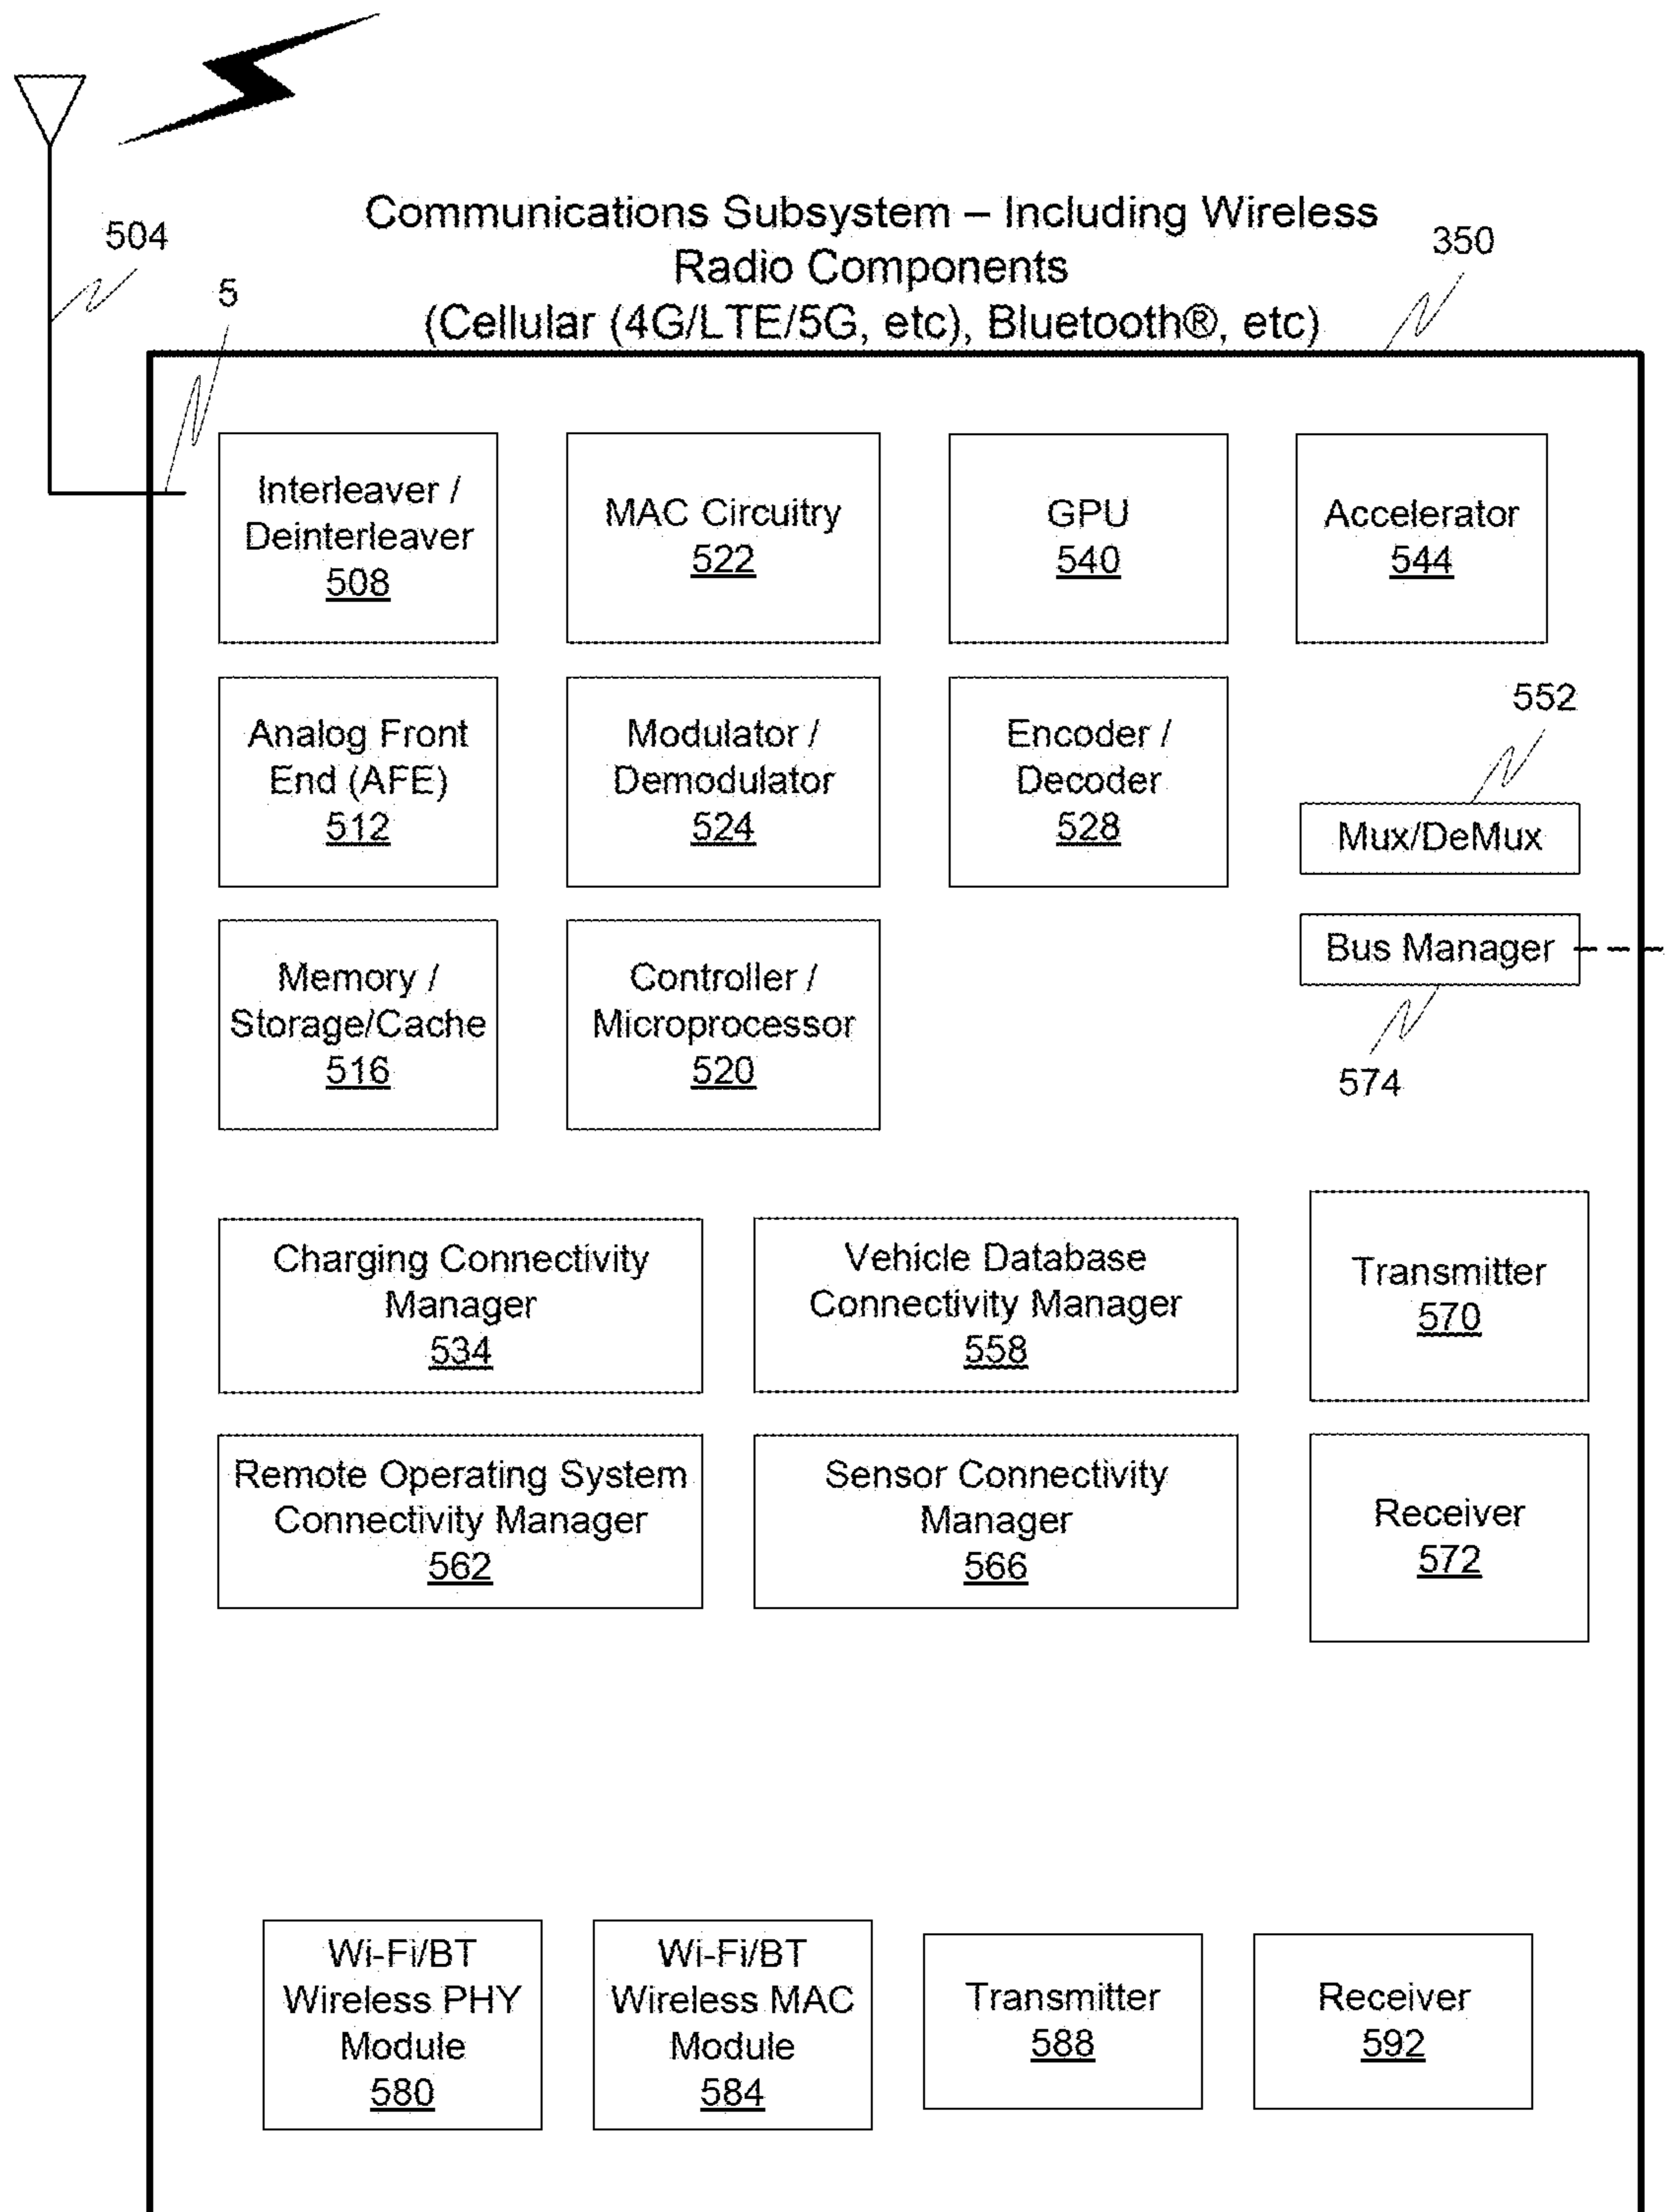 Communications Subsystem – Including Wireless
Radio Components
(Cellular (4G/LTE/5G, etc), Bluetooth®, etc)
504
5
350
Interleaver /
Deinterleaver
508
MAC Circuitry
522
GPU
540
Accelerator
544
Analog Front
End (AFE)
512
Modulator /
Demodulator
524
Encoder /
Decoder
528
552
Mux/DeMux
Memory /
Storage/Cache
516
Controller /
Microprocessor
520
Bus Manager
574
Charging Connectivity
Manager
534
Vehicle Database
Connectivity Manager
558
Transmitter
570
Remote Operating System
Connectivity Manager
562
Sensor Connectivity
Manager
566
Receiver
572
Wi-Fi/BT
Wireless PHY
Module
580
Wi-Fi/BT
Wireless MAC
Module
584
Transmitter
588
Receiver
592